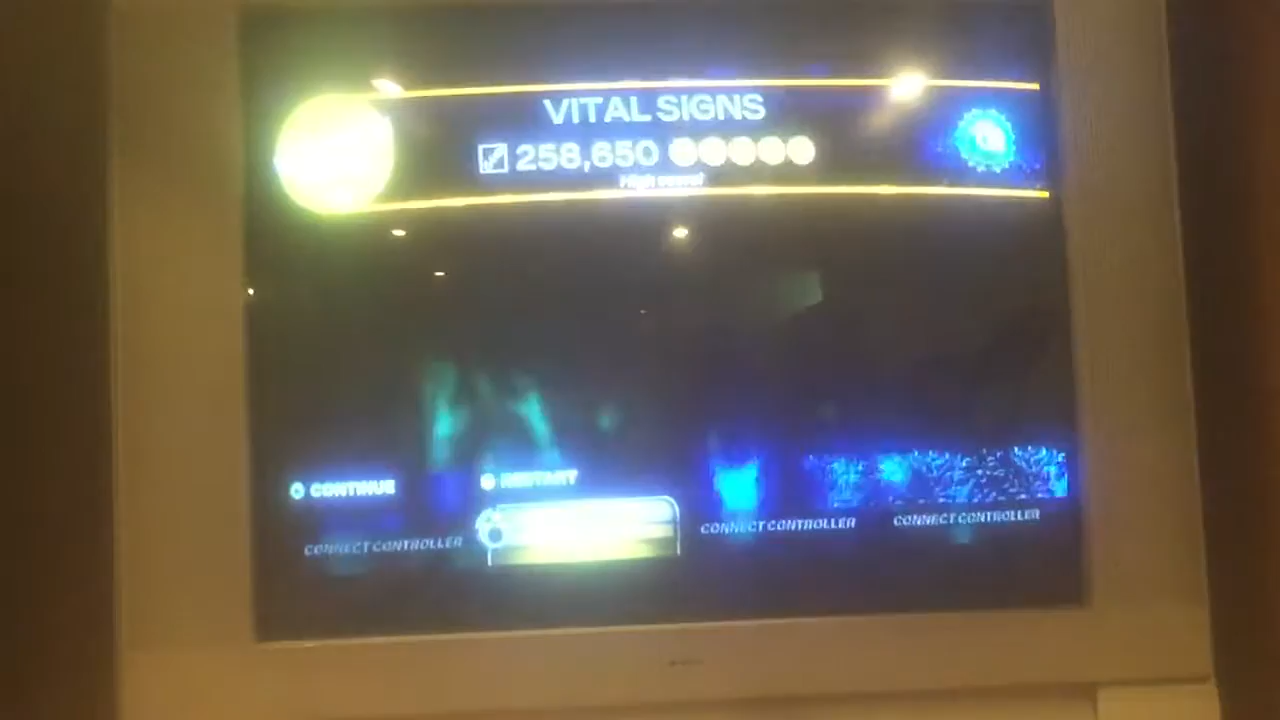 VITAL SIGNS
258,650
High score!
CONTINUE
RESTART
CONNECT CONTROLLER
CONNECT CONTROLLER
CONNECT CONTROLLER